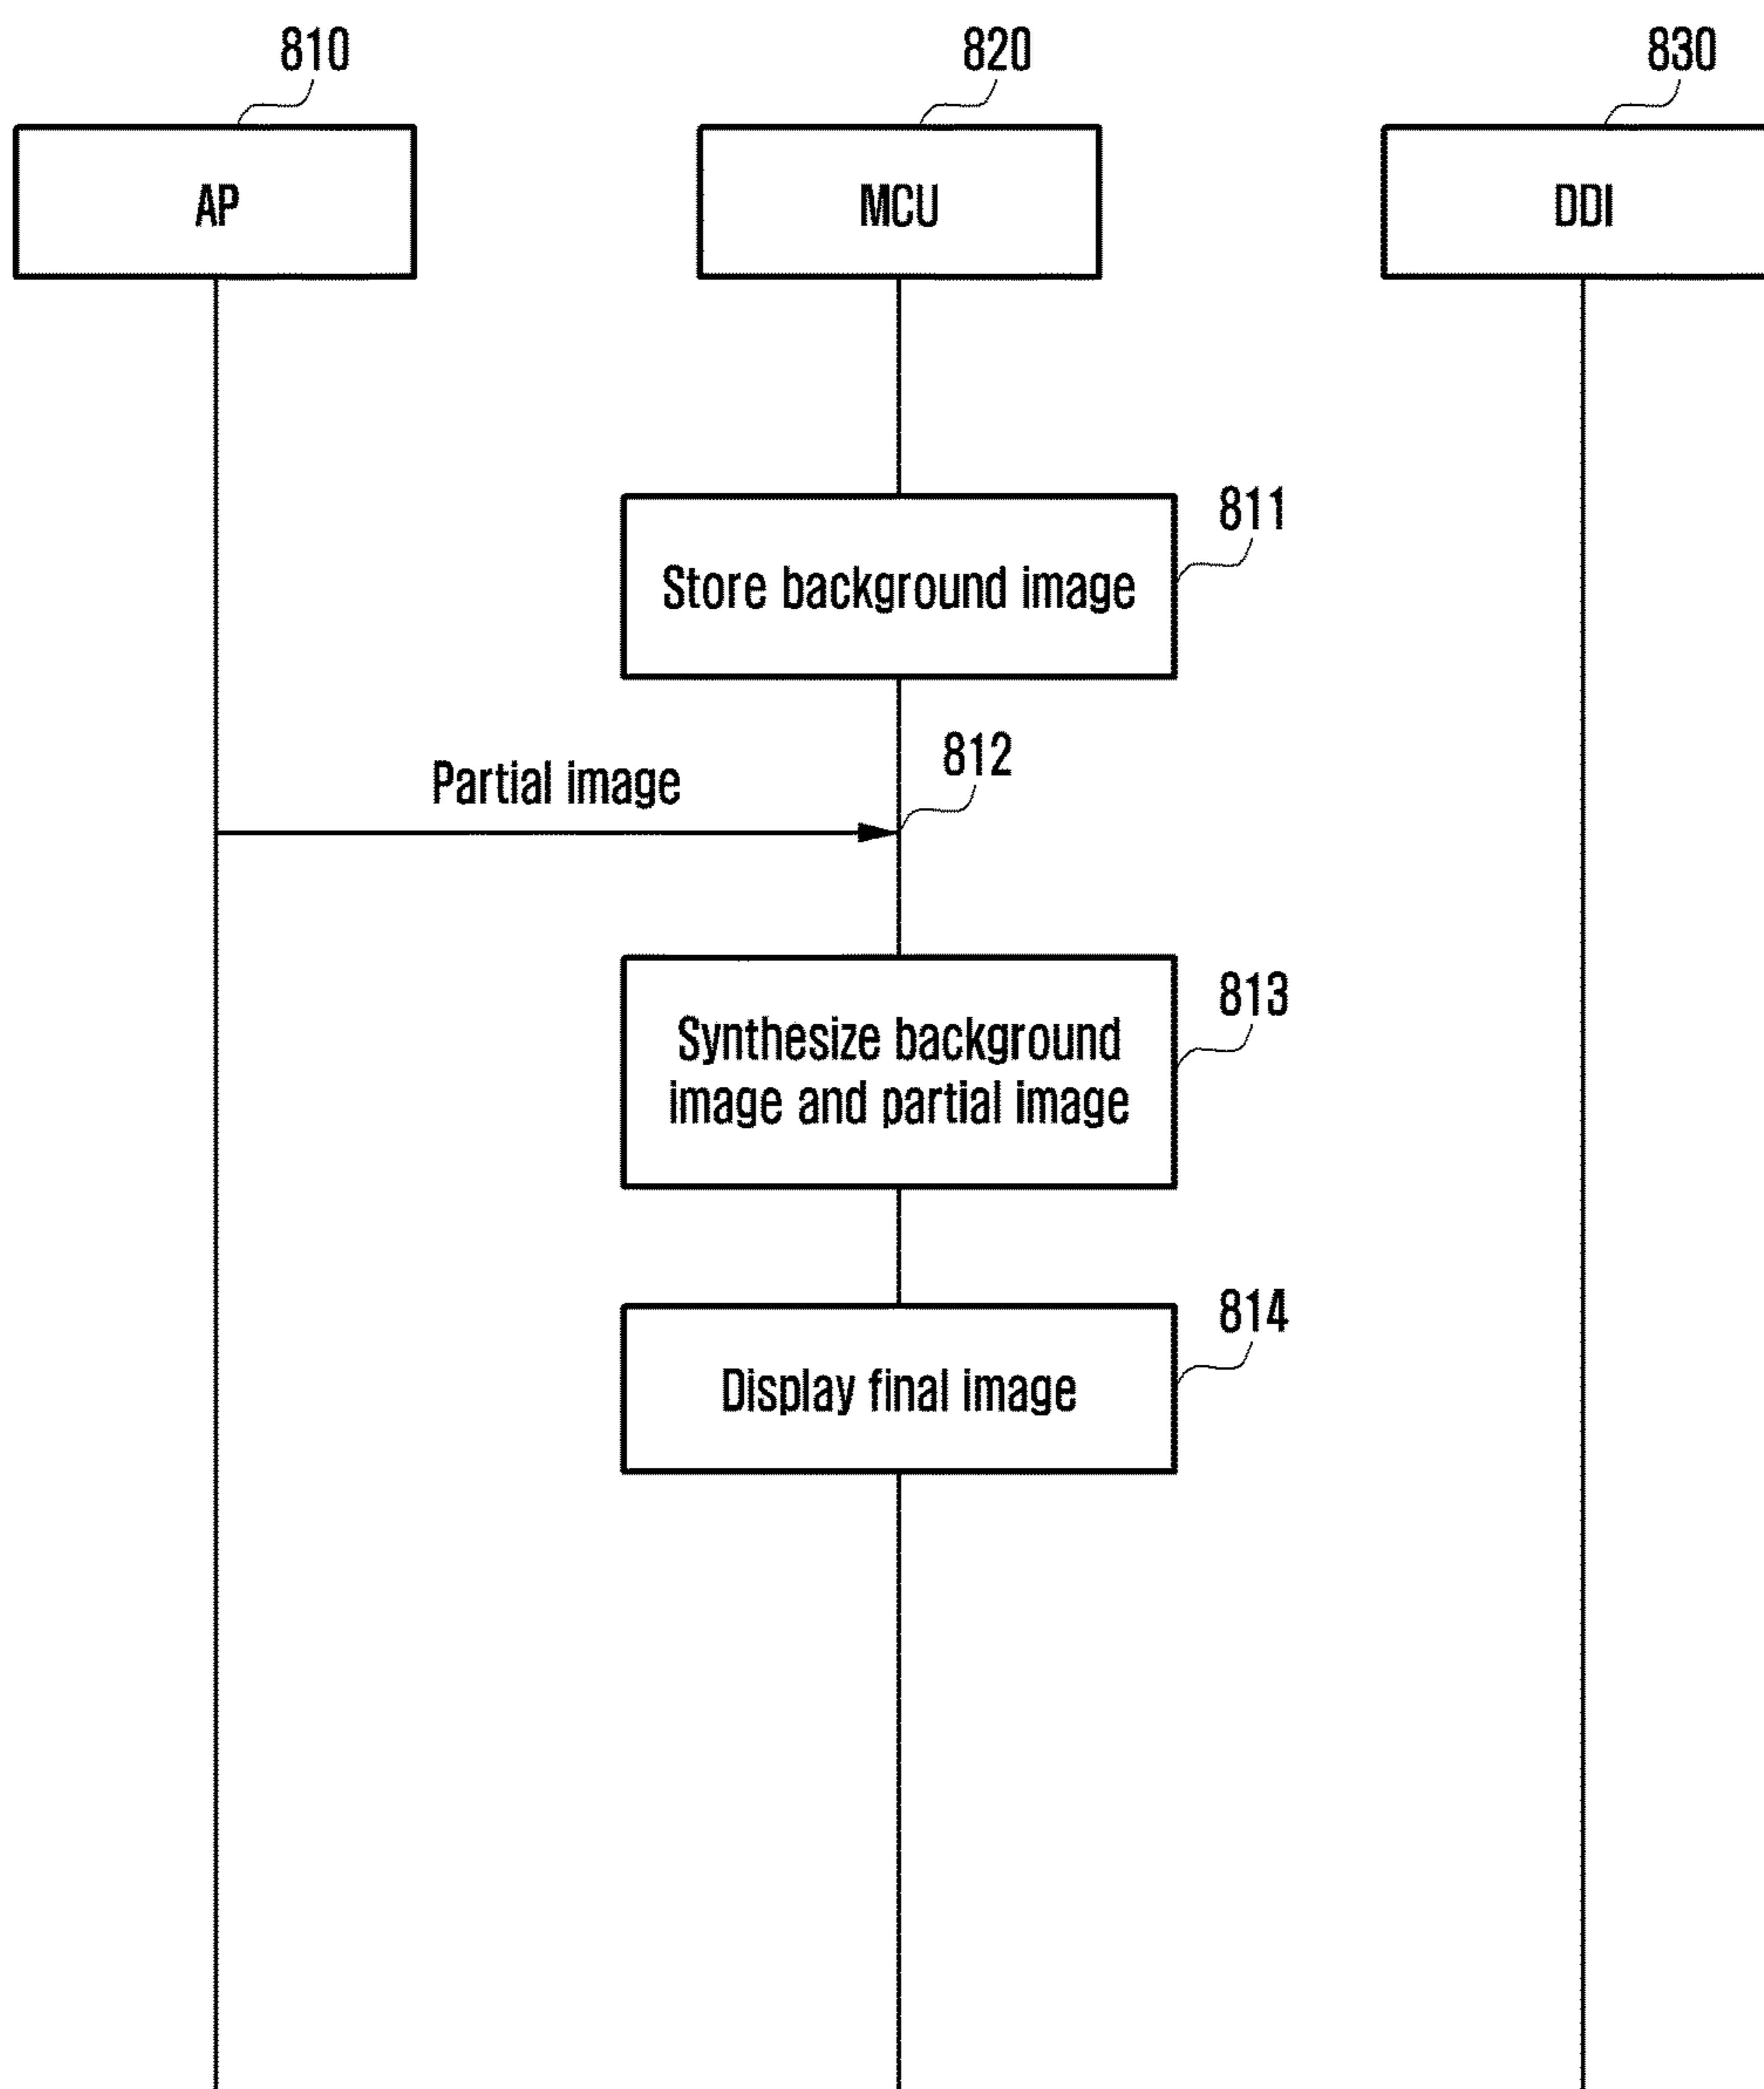 810
820
830
AP
MCU
DDI
811
Store background image
812
Partial image
813
Synthesize background
image and partial image
814
Display final image